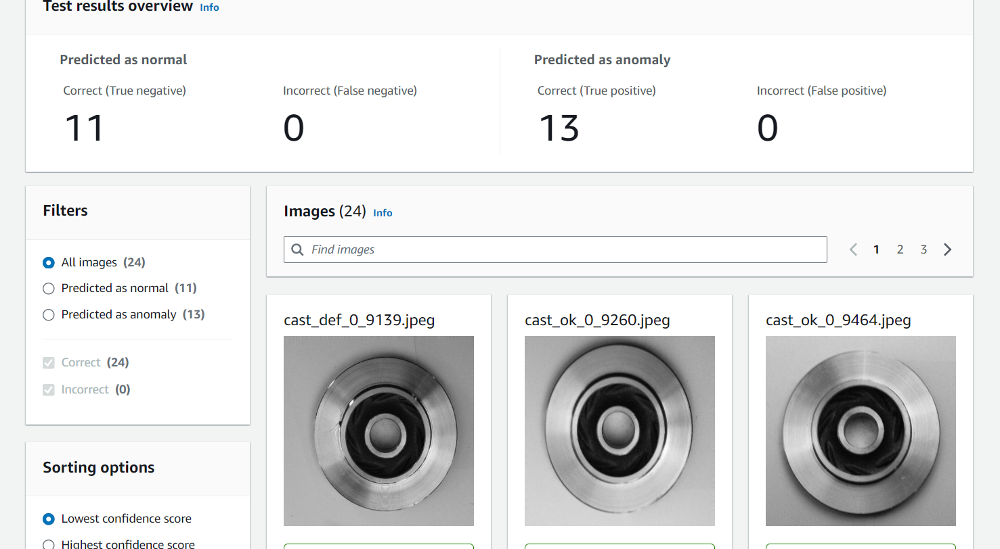 Test results overview Info
Predicted as normal
Predicted as anomaly
Correct (True negative)
Incorrect (False negative)
Correct (True positive)
Incorrect (False positive)
11
0
13
0
Filters
All images (24)
Predicted as normal (11)
Predicted as anomaly (13)
Correct (24)
Incorrect (0)
Sorting options
Lowest confidence score
Highest confidence score
Images (24) Info
Find images
1 2 3
cast_def_0_9139.jpeg
cast_ok_0_9260.jpeg
cast_ok_0_9464.jpeg